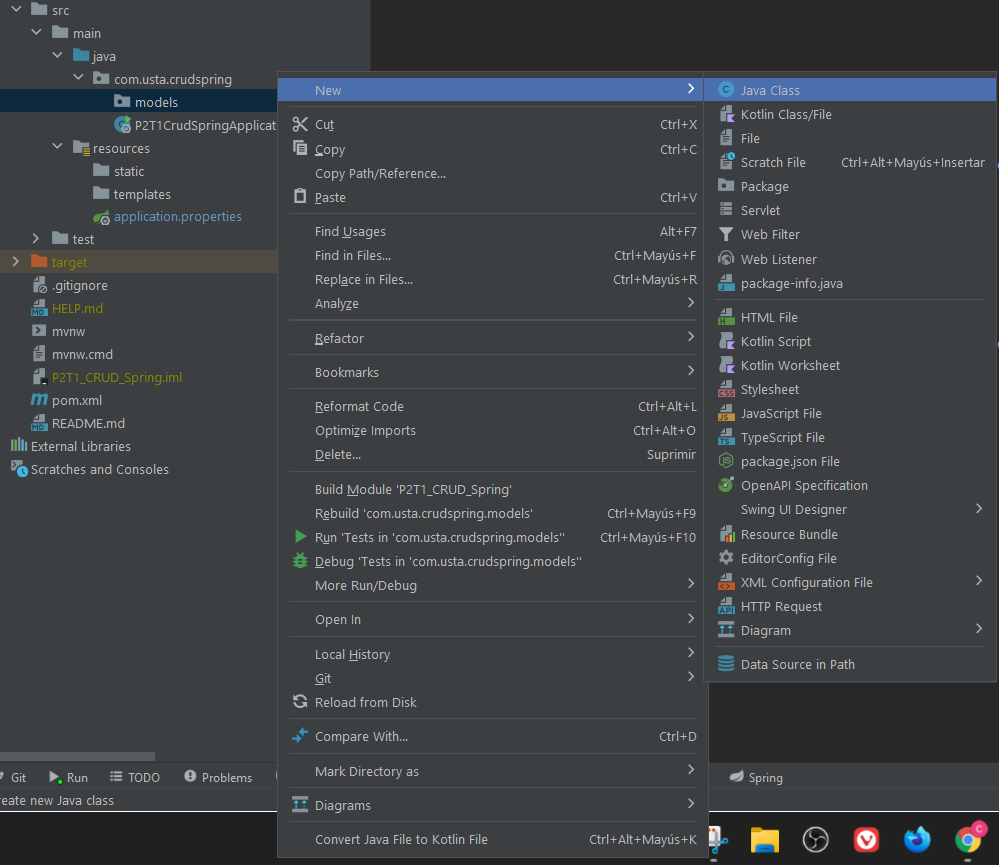 src
main
java
com.usta.crudspring
models
P2T1CrudSpringApplicat
resources
static
templates
application.properties
test
target
.gitignore
HELP.md
mvnw
mvnw.cmd
P2T1_CRUD_Spring.iml
pom.xml
README.md
External Libraries
Scratches and Consoles
New
Cut Ctrl+X
Copy Ctrl+C
Copy Path/Reference...
Paste Ctrl+V
Find Usages Alt+F7
Find in Files... Ctrl+Mayús+F
Replace in Files... Ctrl+Mayús+R
Analyze
Refactor
Bookmarks
Reformat Code Ctrl+Alt+L
Optimize Imports Ctrl+Alt+O
Delete... Suprimir
Build Module 'P2T1_CRUD_Spring'
Rebuild 'com.usta.crudspring.models' Ctrl+Mayús+F9
Run 'Tests in 'com.usta.crudspring.models'' Ctrl+Mayús+F10
Debug 'Tests in 'com.usta.crudspring.models''
More Run/Debug
Open In
Local History
Git
Reload from Disk
Compare With... Ctrl+D
Mark Directory as
Diagrams
Convert Java File to Kotlin File Ctrl+Alt+Mayús+K
Java Class
Kotlin Class/File
File
Scratch File Ctrl+Alt+Mayús+Insertar
Package
Servlet
Web Filter
Web Listener
package-info.java
HTML File
Kotlin Script
Kotlin Worksheet
Stylesheet
JavaScript File
TypeScript File
package.json File
OpenAPI Specification
Swing UI Designer
Resource Bundle
EditorConfig File
XML Configuration File
HTTP Request
Diagram
Data Source in Path
Git Run TODO Problems Spring
reate new Java class